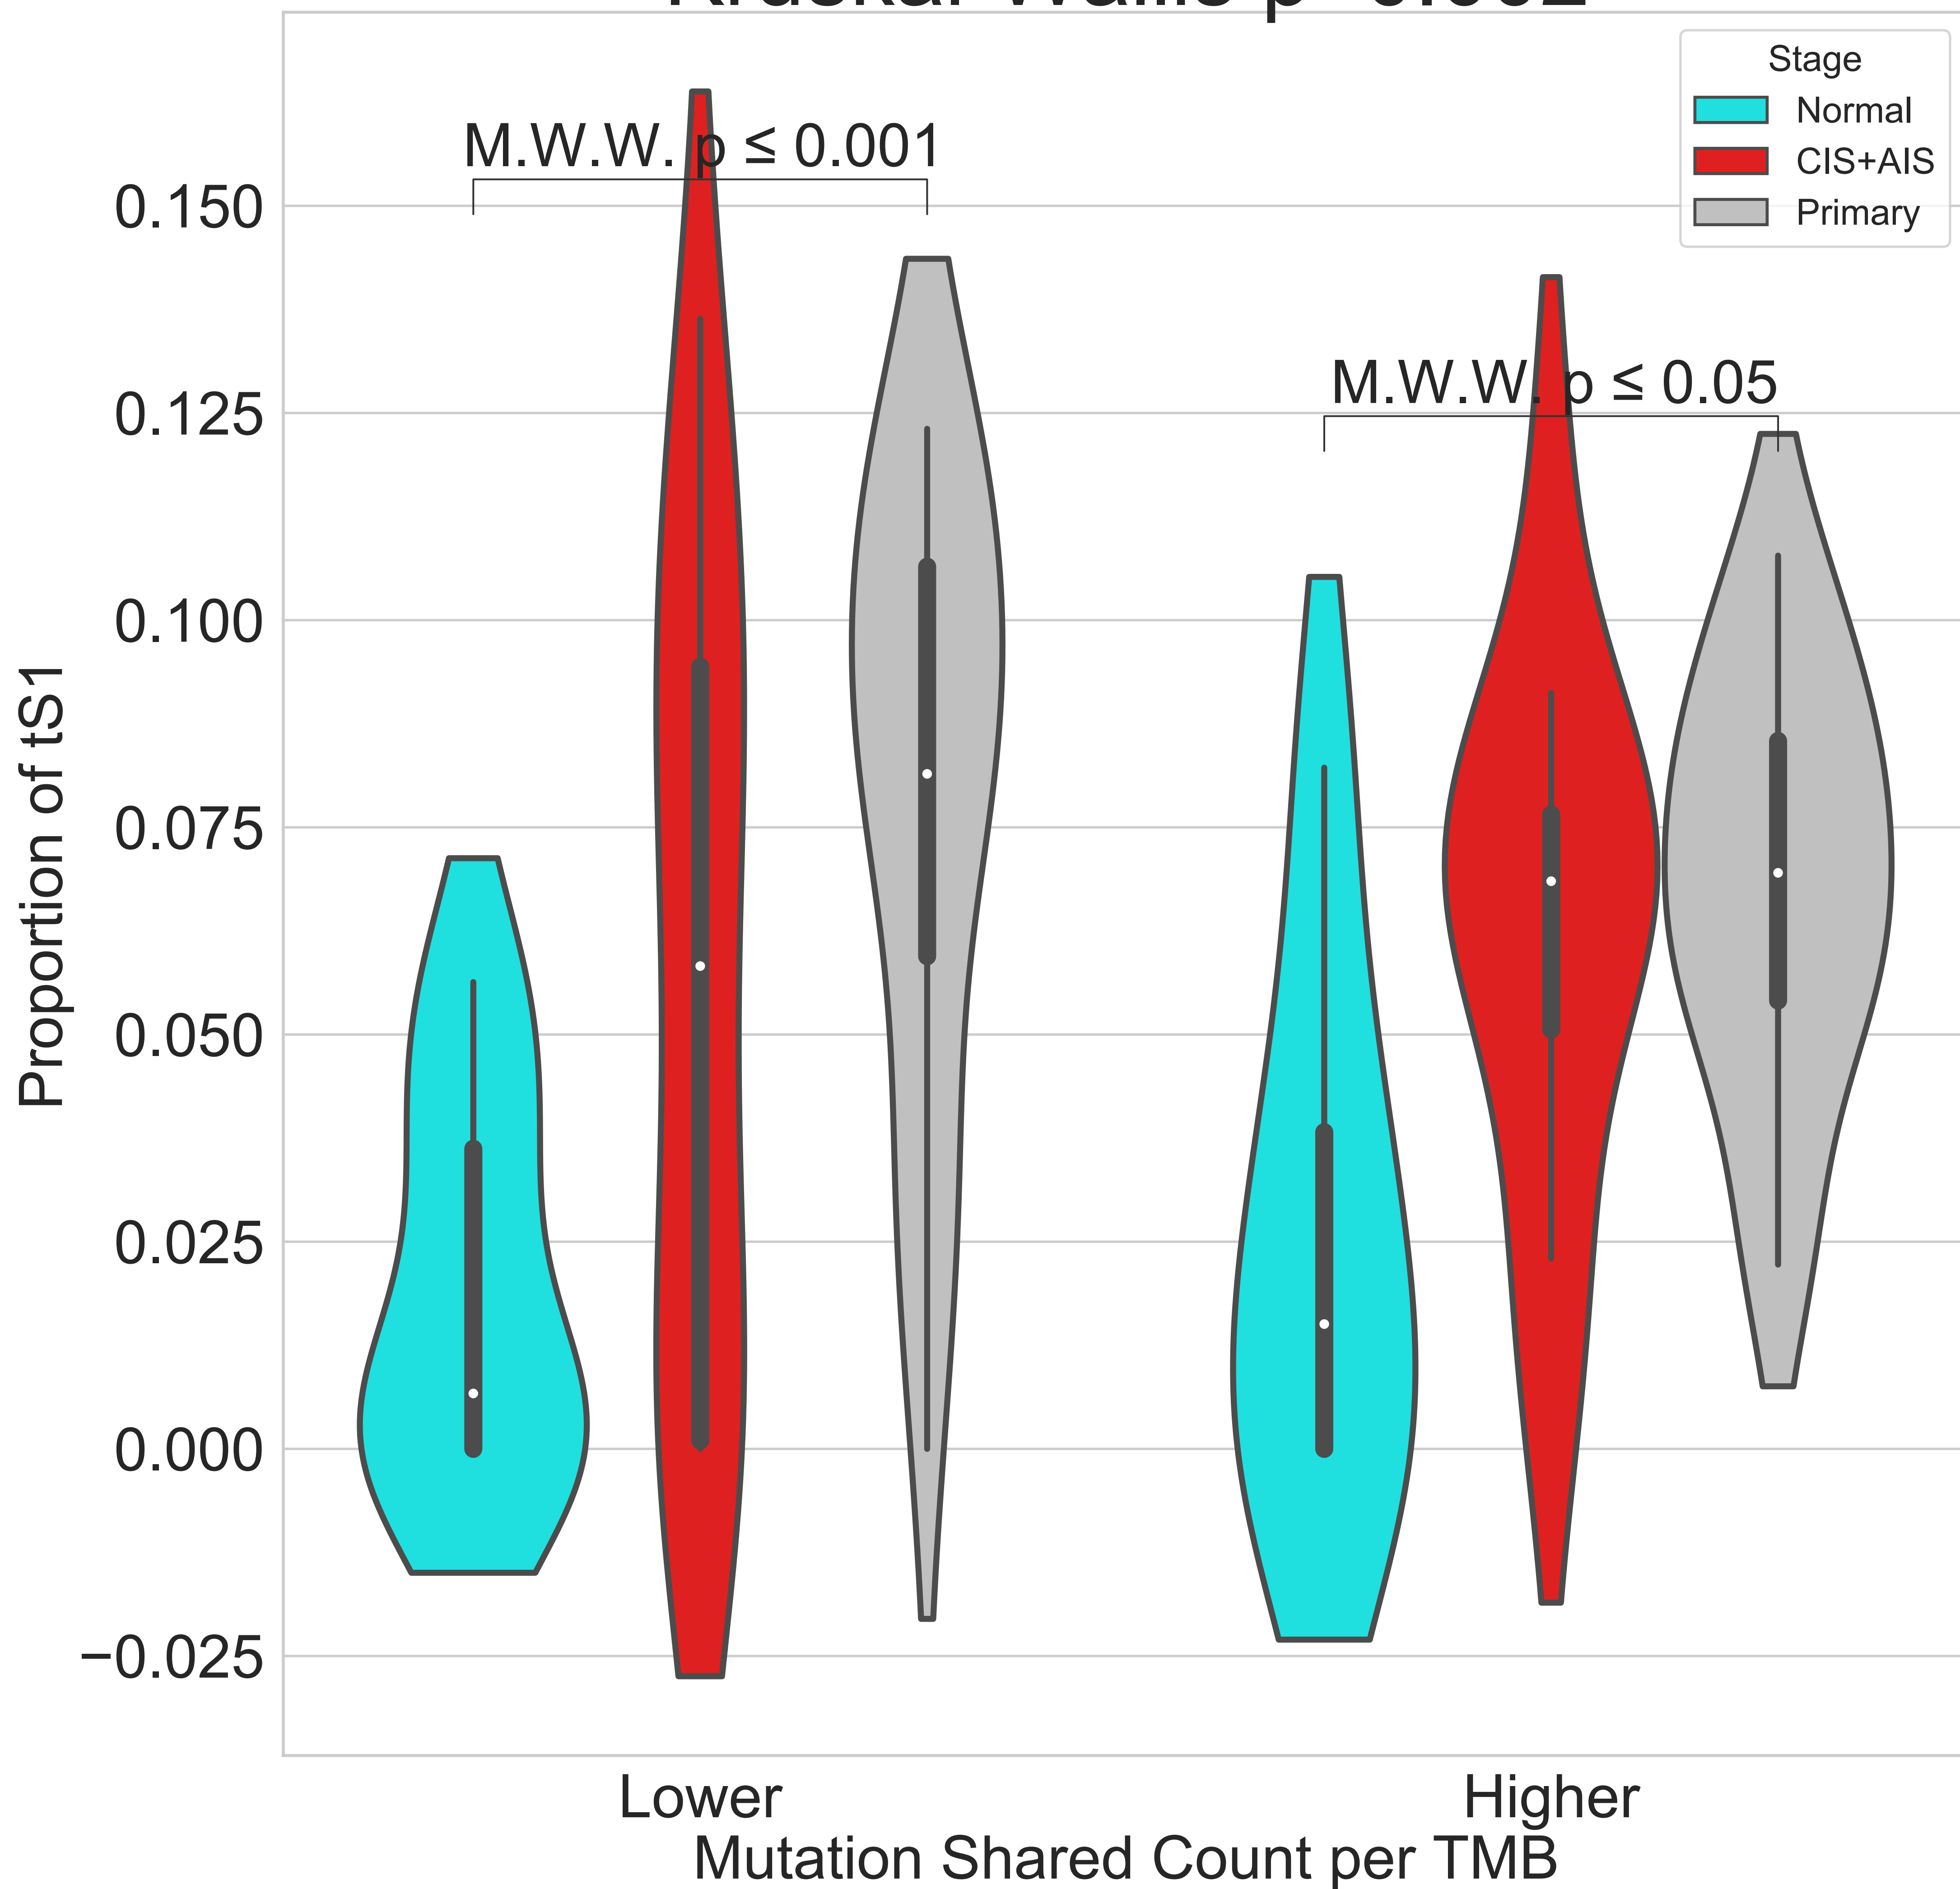 Stage
Normal
CIS+AIS
Primary
M.W.W. p ≤ 0.001
M.W.W. p ≤ 0.05
0.150
0.125
0.100
0.075
0.050
0.025
0.000
−0.025
Proportion of tS1
Lower
Higher
Mutation Shared Count per TMB